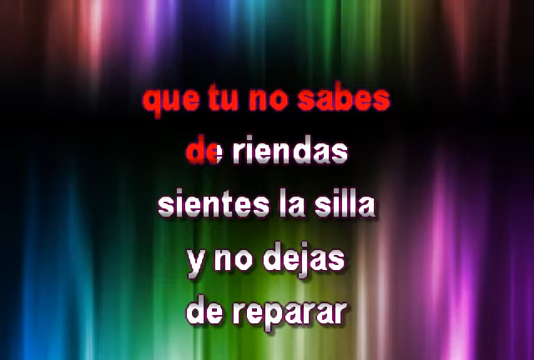 que tu no sabes
de riendas
sientes la silla
y no dejas
de reparar